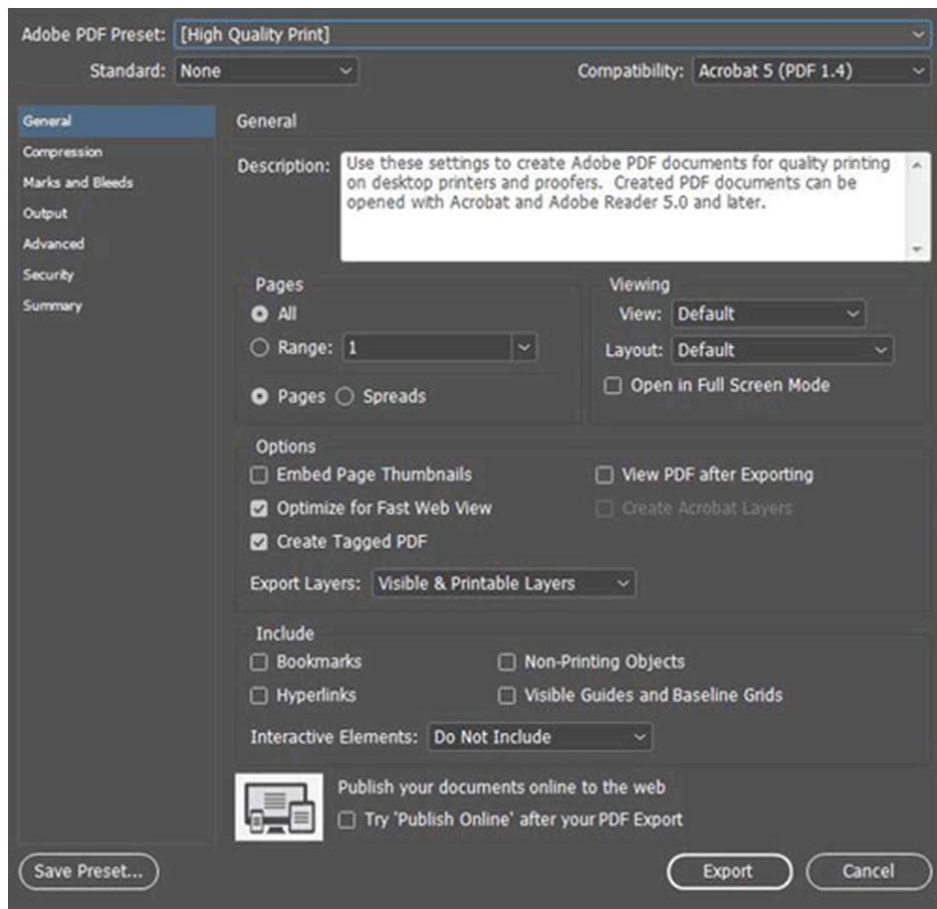 Adobe PDF Preset: [High Quality Print]
Standard: None Compatibility: Acrobat 5 (PDF 1.4)
General
Compression
Marks and Bleeds
Output
Advanced
Security
Summary
General
Description: Use these settings to create Adobe PDF documents for quality printing
on desktop printers and proofers. Created PDF documents can be
opened with Acrobat and Adobe Reader 5.0 and later.
Pages
All
Range: 1
Pages Spreads
Viewing
View: Default
Layout: Default
Open in Full Screen Mode
Options
Embed Page Thumbnails View PDF after Exporting
Optimize for Fast Web View Create Acrobat Layers
Create Tagged PDF
Export Layers: Visible & Printable Layers
Include
Bookmarks Non-Printing Objects
Hyperlinks Visible Guides and Baseline Grids
Interactive Elements: Do Not Include
Publish your documents online to the web
Try 'Publish Online' after your PDF Export
Save Preset... Export Cancel